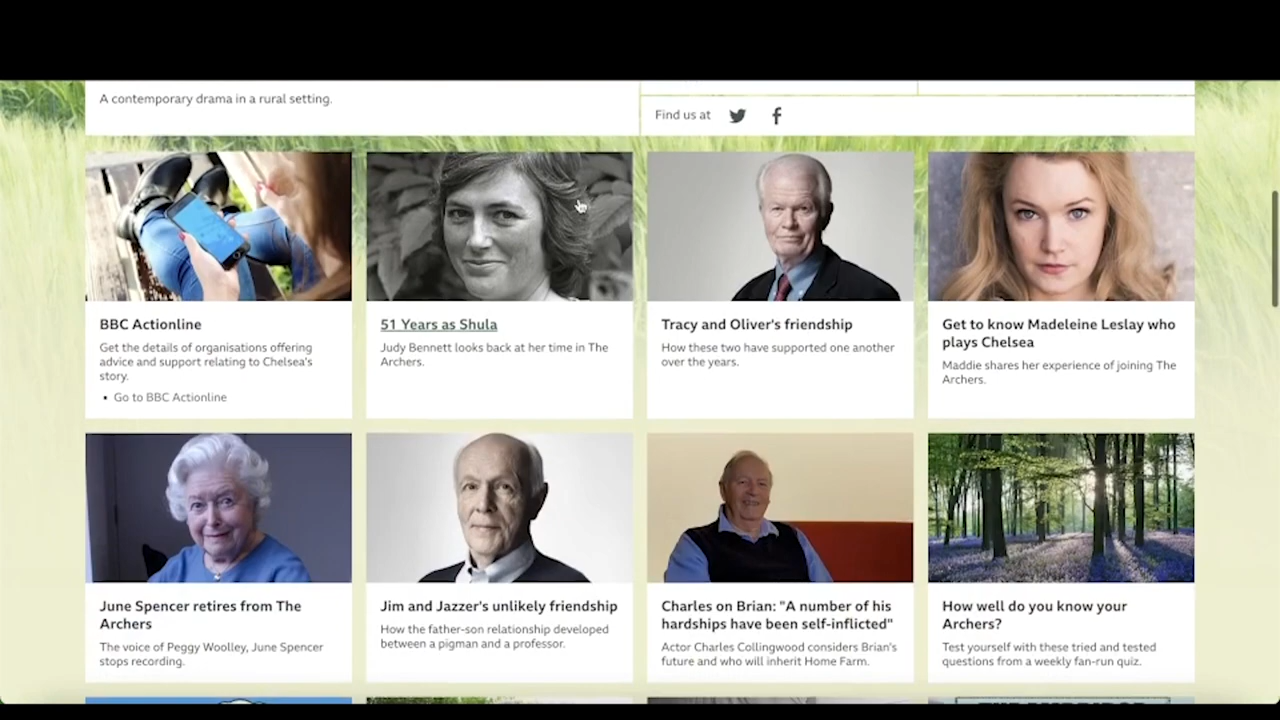 A contemporary drama in a rural setting.
Find us at
BBC Actionline
Get the details of organisations offering
advice and support relating to Chelsea's
story.
• Go to BBC Actionline
51 Years as Shula
Judy Bennett looks back at her time in The
Archers.
Tracy and Oliver's friendship
How these two have supported one another
over the years.
Get to know Madeleine Leslay who
plays Chelsea
Maddie shares her experience of joining The
Archers.
June Spencer retires from The
Archers
The voice of Peggy Woolley, June Spencer
stops recording.
Jim and Jazzer's unlikely friendship
How the father-son relationship developed
between a pigman and a professor.
Charles on Brian: "A number of his
hardships have been self-inflicted"
Actor Charles Collingwood considers Brian's
future and who will inherit Home Farm.
How well do you know your
Archers?
Test yourself with these tried and tested
questions from a weekly fan-run quiz.